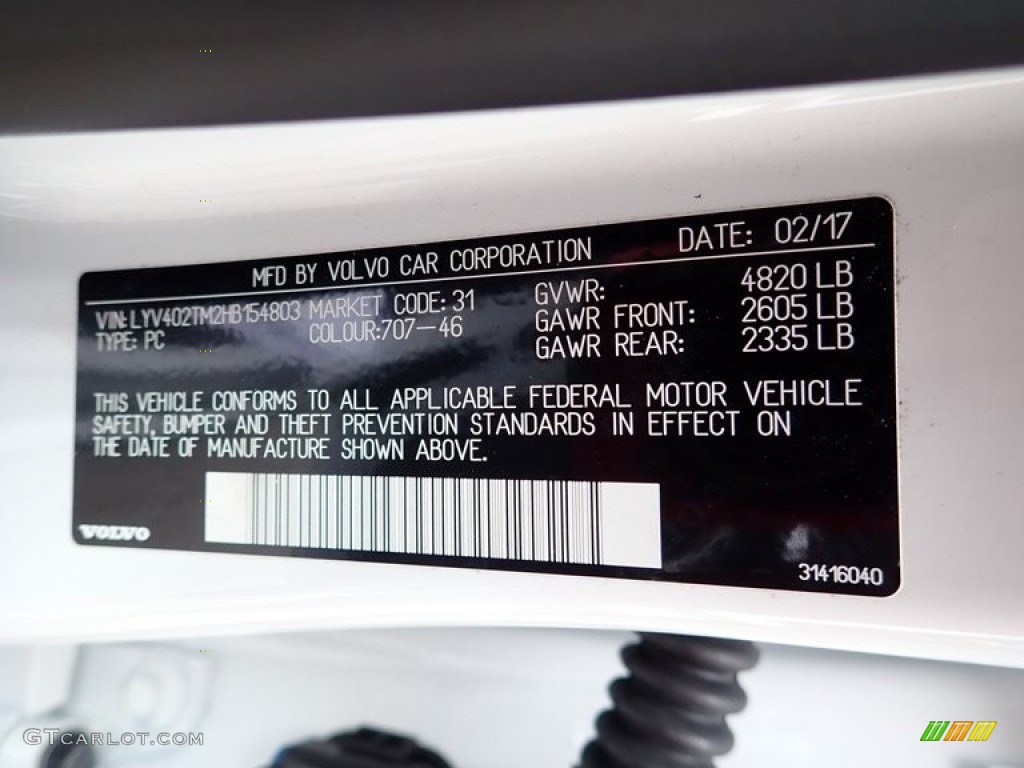 MFD BY VOLVO CAR CORPORATION DATE: 02/17
VIN: LYV402TM2HB154803 MARKET CODE: 31 GVWR: 4820 LB
TYPE: PC COLOUR:707-46 GAWR FRONT: 2605 LB
GAWR REAR: 2335 LB
THIS VEHICLE CONFORMS TO ALL APPLICABLE FEDERAL MOTOR VEHICLE
SAFETY, BUMPER AND THEFT PREVENTION STANDARDS IN EFFECT ON
THE DATE OF MANUFACTURE SHOWN ABOVE.
VOLVO
31416040
GTCARLOT.COM